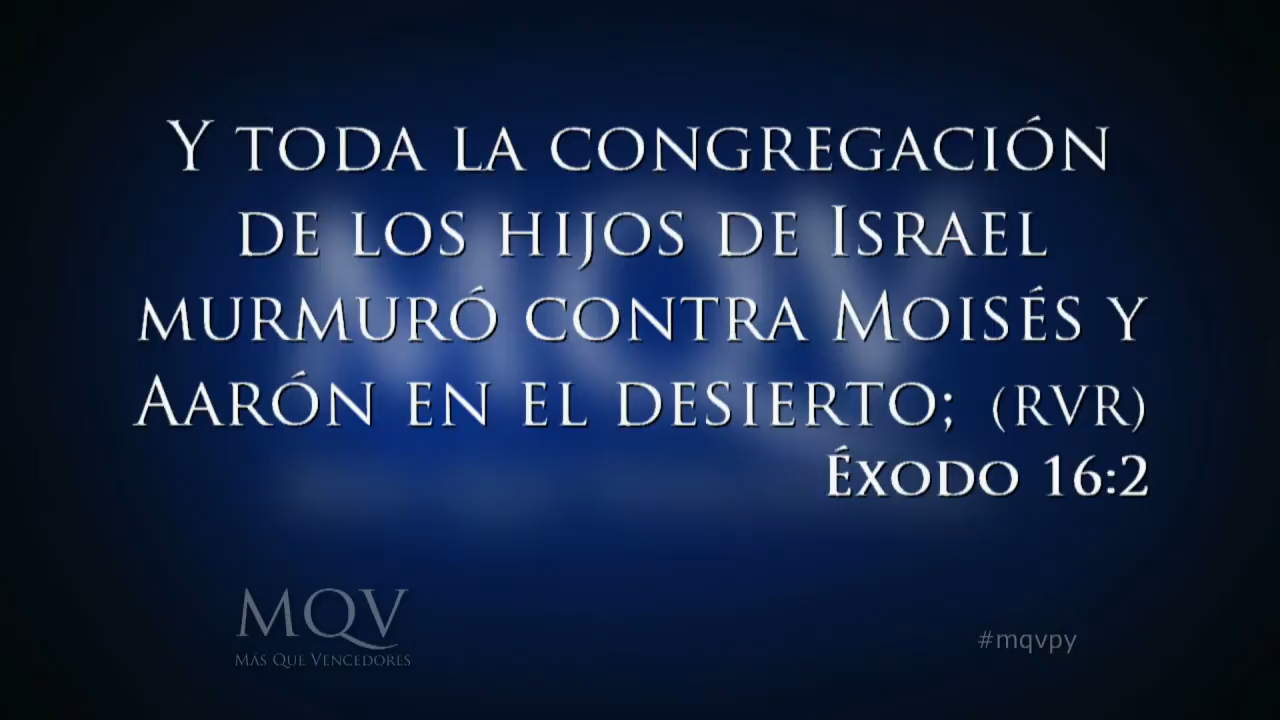 Y toda la congregación
de los hijos de Israel
murmuró contra Moisés y
Aarón en el desierto; (RVR)
Éxodo 16:2
MQV
Más Que Vencedores
#mqvpy